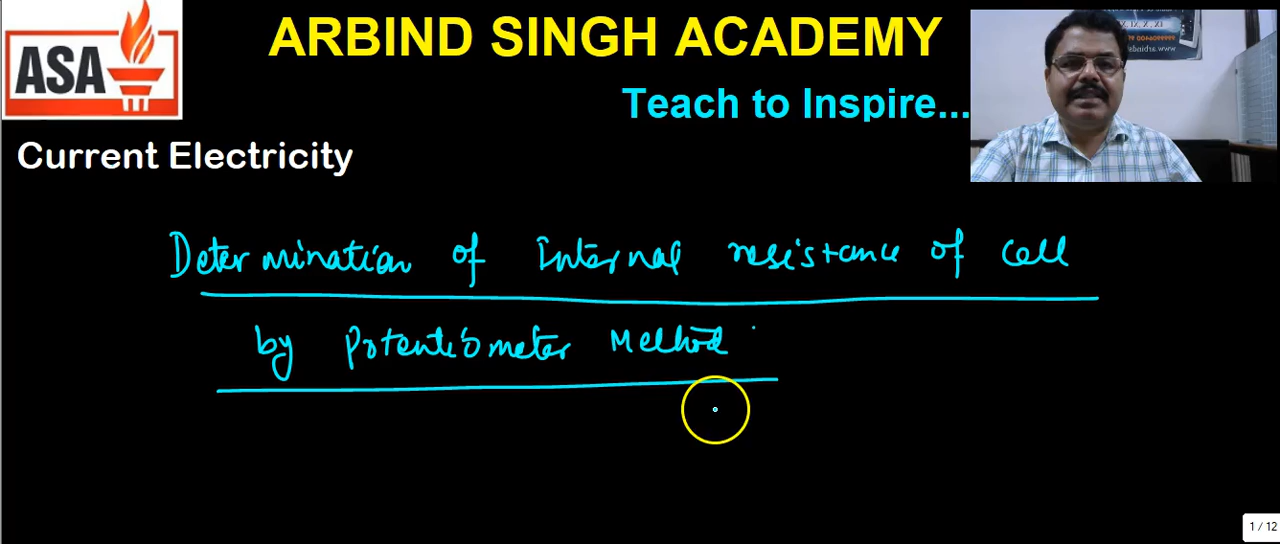 ASA
ARBIND SINGH ACADEMY
Teach to Inspire...
Current Electricity
Determination of Internal resistance of cell
by Potentiometer Method
1 / 12